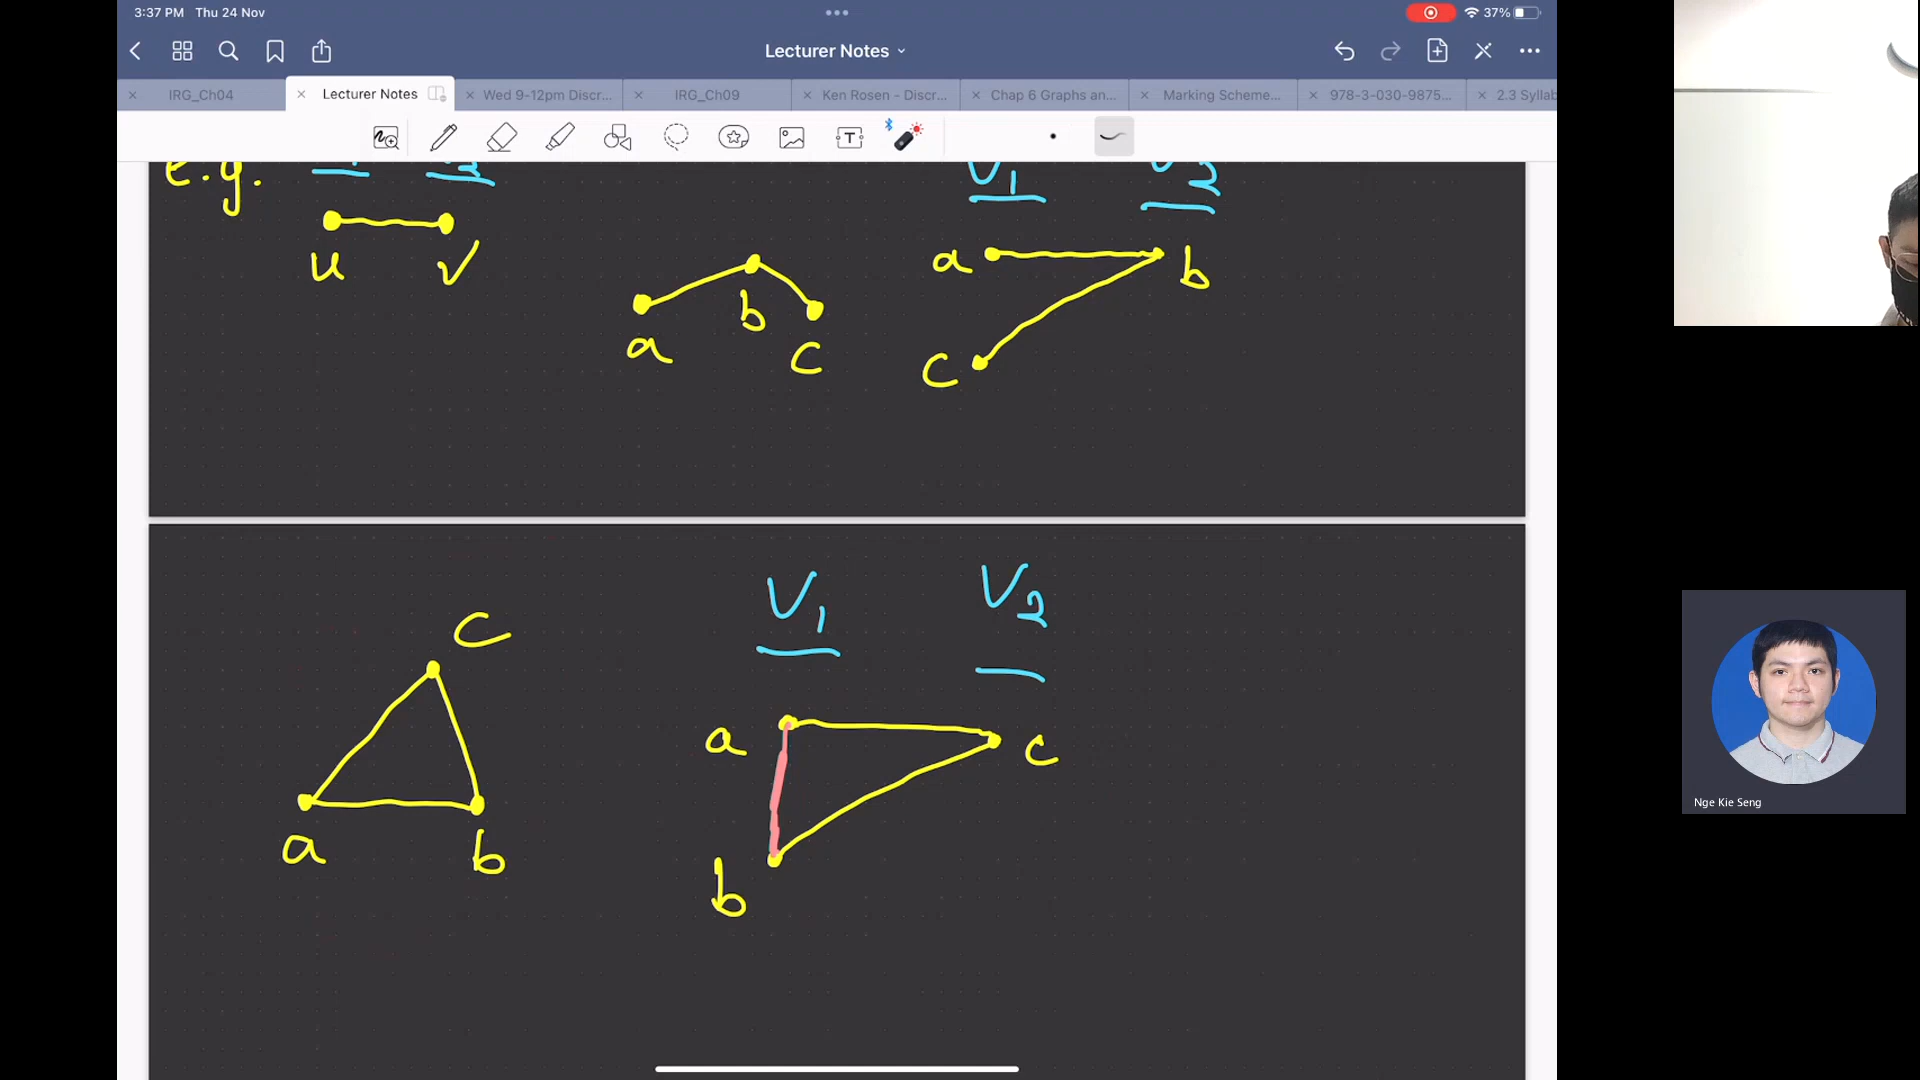 3:37 PM Thu 24 Nov
37%
Lecturer Notes
IRG_Ch04
Lecturer Notes
Wed 9-12pm Discr...
IRG_Ch09
Ken Rosen - Discr...
Chap 6 Graphs an...
Marking Scheme...
978-3-030-9875...
2.3 Syllab
T
e.g.
V1 V2
u v
a b c
a b
c
V1 V2
c
a b
a c
b
Nge Kie Seng